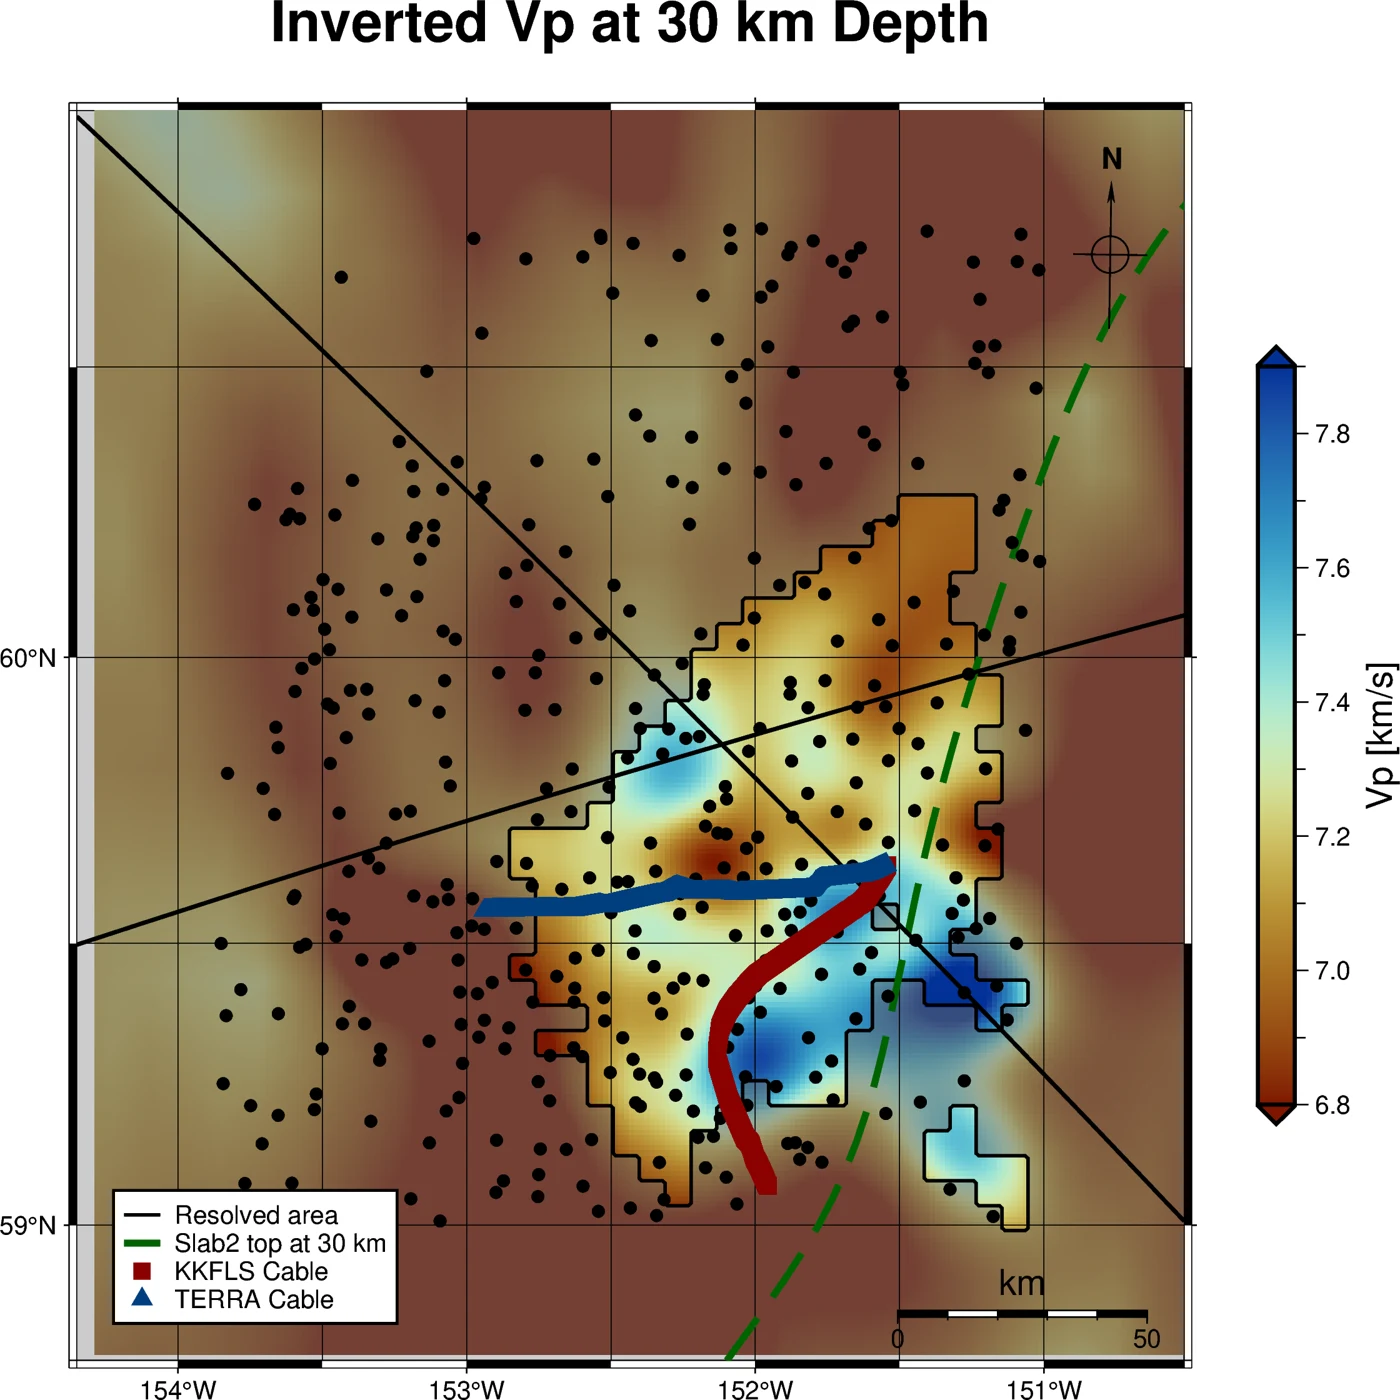 Inverted Vp at 30 km Depth
N
60°N
59°N
154°W
153°W
152°W
151°W
Resolved area
Slab2 top at 30 km
KKFLS Cable
TERRA Cable
km
0
50
7.8
7.6
7.4
7.2
7.0
6.8
Vp [km/s]